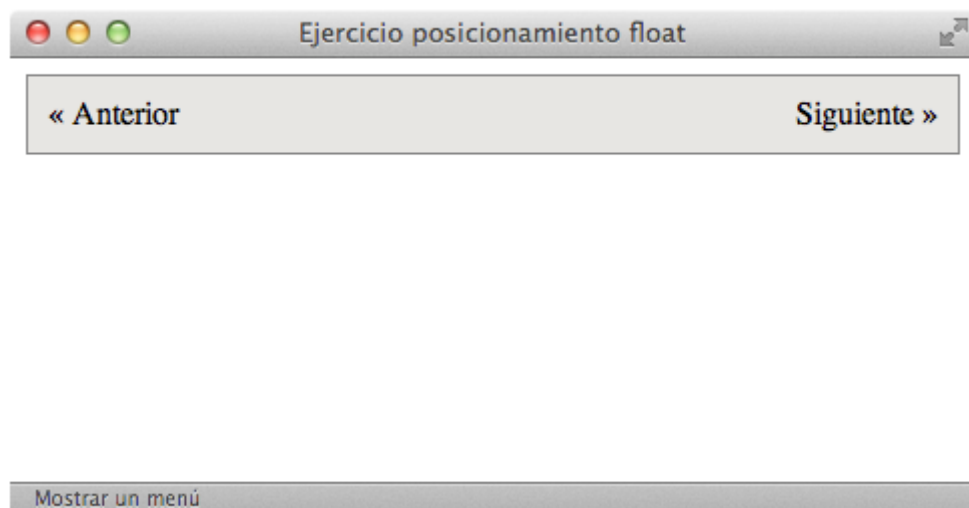 Ejercicio posicionamiento float
« Anterior Siguiente »
Mostrar un menú